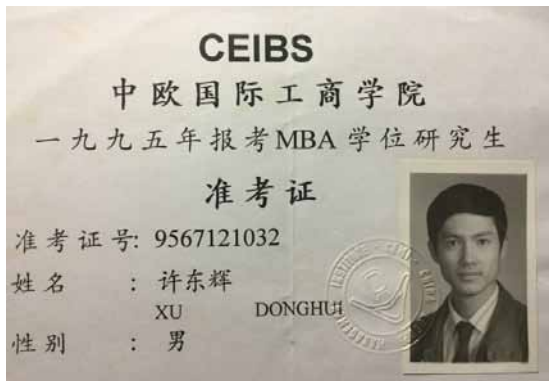 CEIBS
中欧国际工商学院
一九九五年报考MBA学位研究生
准考证
准考证号: 9567121032
姓名 : 许东辉
XU DONGHUI
性别 : 男